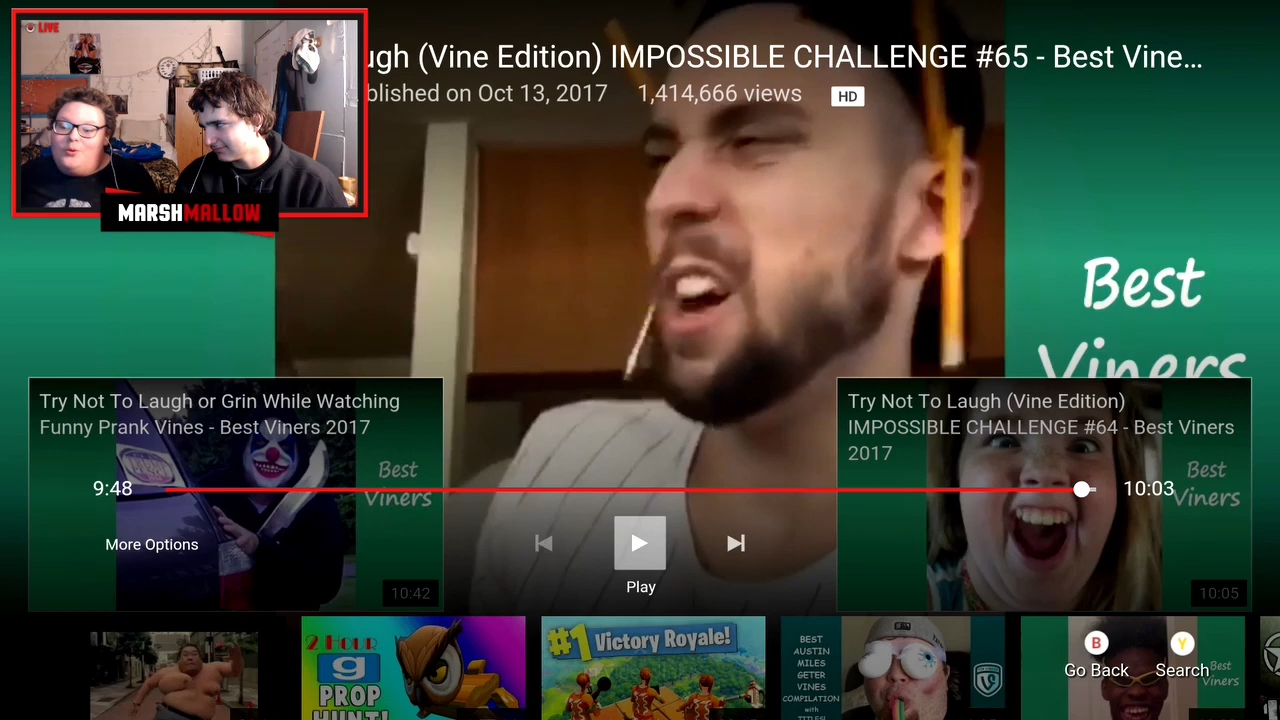 LIVE
ugh (Vine Edition) IMPOSSIBLE CHALLENGE #65 - Best Vine...
blished on Oct 13, 2017 1,414,666 views HD
MARSHMALLOW
Best
Viners
Try Not To Laugh or Grin While Watching
Funny Prank Vines - Best Viners 2017
Best
Viners
10:42
Try Not To Laugh (Vine Edition)
IMPOSSIBLE CHALLENGE #64 - Best Viners
2017
Best
Viners
10:05
9:48
10:03
More Options
Play
2 HOUR
g
PROP
HUNT!
#1 Victory Royale!
BEST
AUSTIN
MILES
GETER
VINES
COMPILATION
with
TITLES!
B
Go Back
Y
Search
Best
Viners